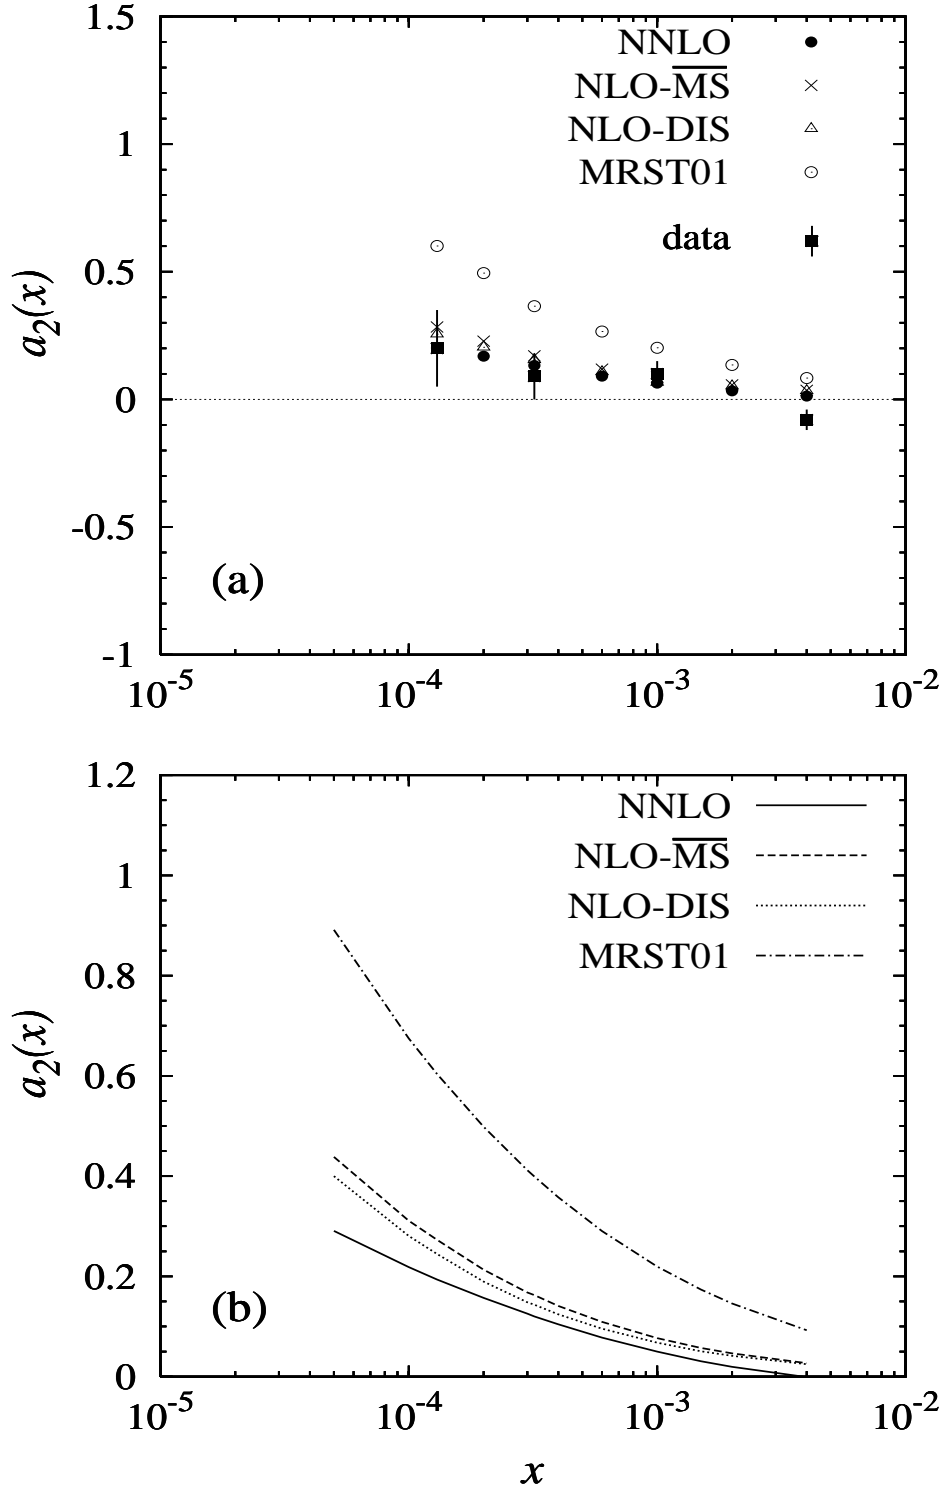 1.5
NNLO
NLO-M̅S̅
NLO-DIS
MRST01
data
1
0.5
0
-0.5
-1
a₂(x)
(a)
10⁻⁵ 10⁻⁴ 10⁻³ 10⁻²
1.2
NNLO
NLO-M̅S̅
NLO-DIS
MRST01
1
0.8
0.6
0.4
0.2
0
a₂(x)
(b)
10⁻⁵ 10⁻⁴ 10⁻³ 10⁻²
x